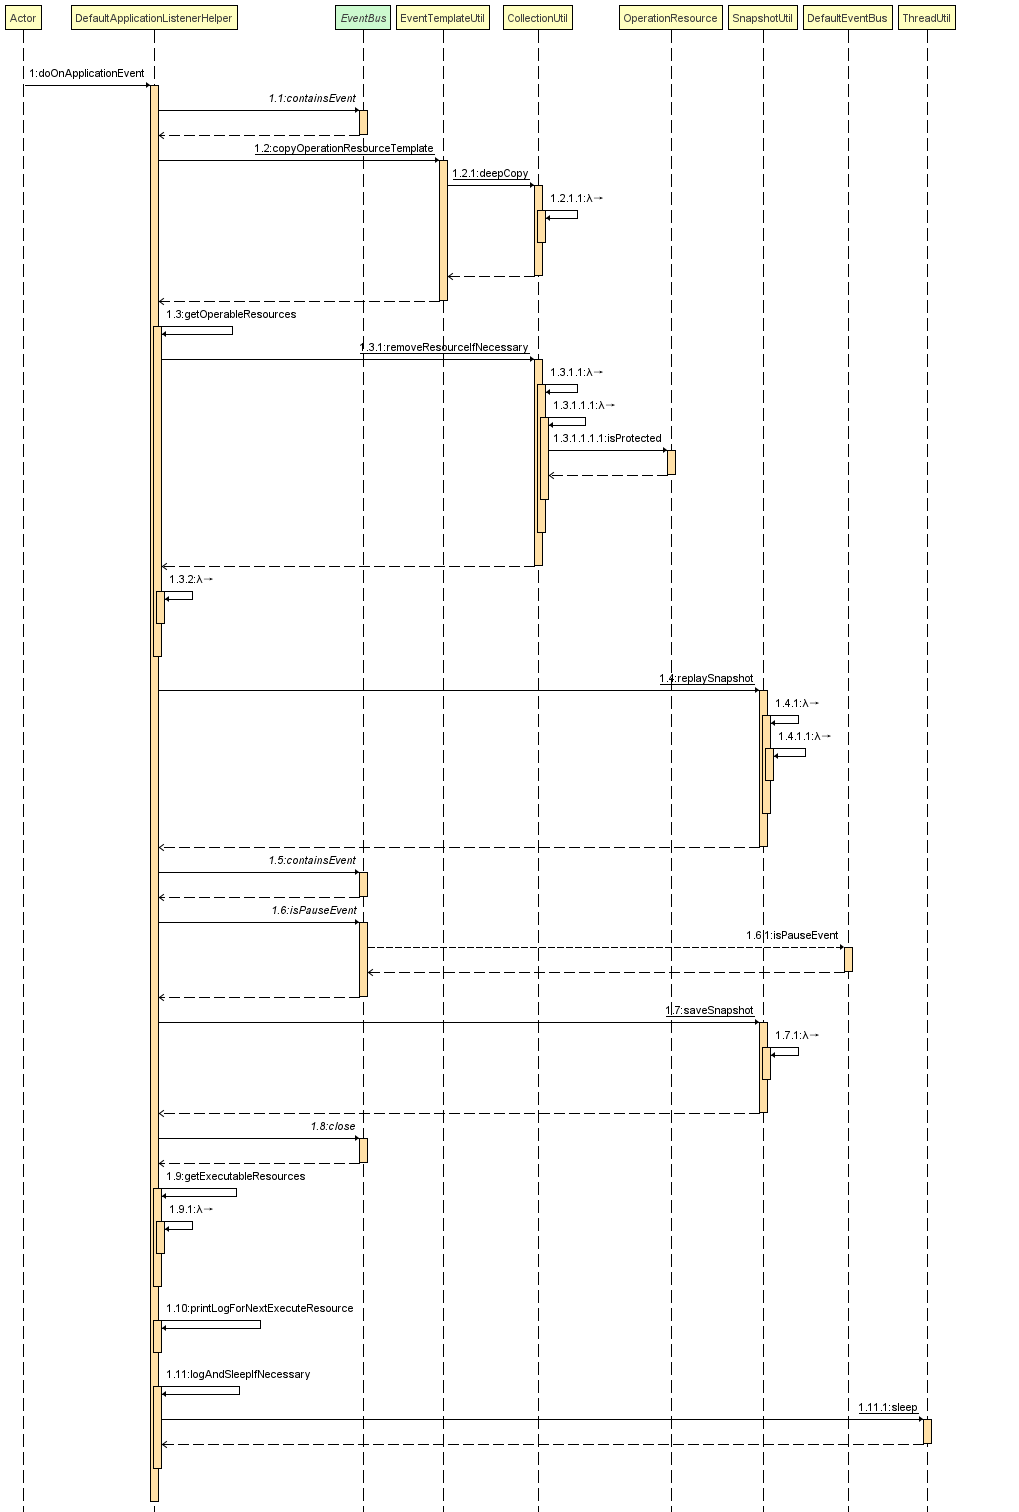 Actor
DefaultApplicationListenerHelper
EventBus
EventTemplateUtil
CollectionUtil
OperationResource
SnapshotUtil
DefaultEventBus
ThreadUtil
1:doOnApplicationEvent
1.1:containsEvent
1.2:copyOperationResourceTemplate
1.2.1:deepCopy
1.2.1.1:λ→
1.3:getOperableResources
1.3.1:removeResourceIfNecessary
1.3.1.1:λ→
1.3.1.1.1:λ→
1.3.1.1.1.1:isProtected
1.3.2:λ→
1.4:replaySnapshot
1.4.1:λ→
1.4.1.1:λ→
1.5:containsEvent
1.6:isPauseEvent
1.6.1:isPauseEvent
1.7:saveSnapshot
1.7.1:λ→
1.8:close
1.9:getExecutableResources
1.9.1:λ→
1.10:printLogForNextExecuteResource
1.11:logAndSleepIfNecessary
1.11.1:sleep